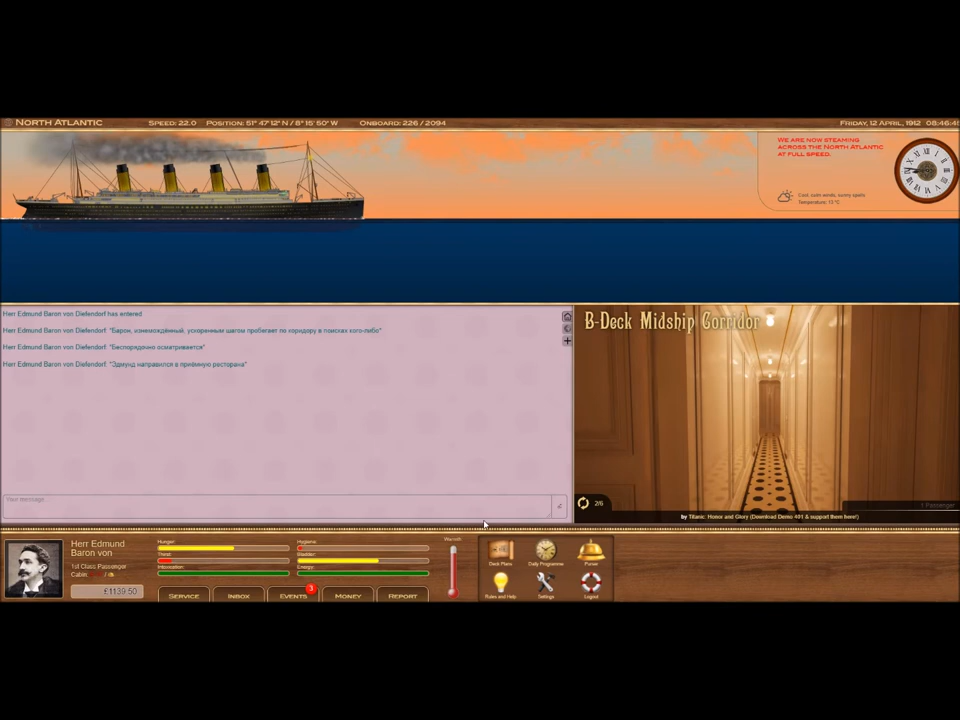 NORTH ATLANTIC SPEED: 22.0 POSITION: 51° 47' 12" N / 8° 15' 50" W ONBOARD: 226 / 2094 FRIDAY, 12 APRIL, 1912 08:46:4
WE ARE NOW STEAMING
ACROSS THE NORTH ATLANTIC
AT FULL SPEED.
Cool, calm winds, sunny spells
Temperature: 13 °C
Herr Edmund Baron von Diefendorf has entered
Herr Edmund Baron von Diefendorf: "Барон, изнемождённый, ускоренным шагом пробегает по коридору в поисках кого-либо"
Herr Edmund Baron von Diefendorf: "Беспорядочно осматривается"
Herr Edmund Baron von Diefendorf: "Эдмунд направился в приёмную ресторана"
Your message...
B-Deck Midship Corridor
2/6
1 Passenger
by Titanic: Honor and Glory (Download Demo 401 & support them here!)
Herr Edmund
Baron von
1st Class Passenger
Cabin:
£1139.50
Hunger:
Thirst:
Intoxication:
Hygiene:
Bladder:
Energy:
Warmth:
SERVICE INBOX EVENTS 3 MONEY REPORT
Deck Plans Daily Programme Purser
Rules and Help Settings Logout